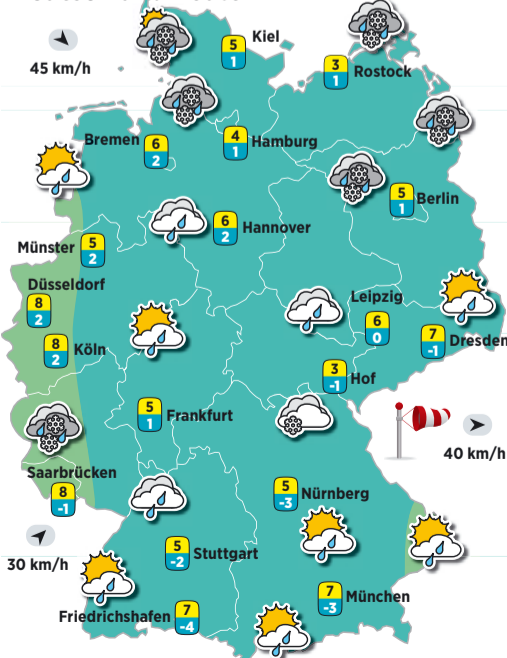 Kiel
5
1
45 km/h
3
1
Rostock
Bremen
6
2
4
1
Hamburg
5
1
Berlin
6
2
Hannover
Münster
5
2
Düsseldorf
8
2
Leipzig
6
0
7
-1
Dresden
8
2
Köln
3
-1
Hof
5
1
Frankfurt
40 km/h
Saarbrücken
8
-1
5
-3
Nürnberg
30 km/h
5
-2
Stuttgart
7
-3
München
Friedrichshafen
7
-4